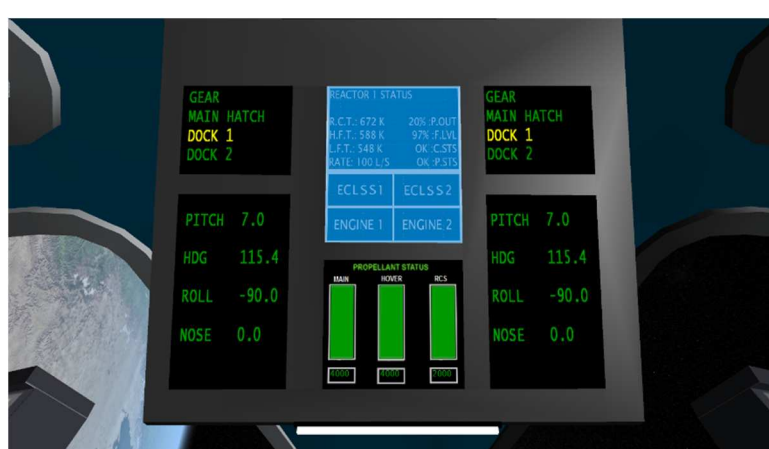 GEAR
MAIN HATCH
DOCK 1
DOCK 2
PITCH 7.0
HDG 115.4
ROLL -90.0
NOSE 0.0
REACTOR 1 STATUS
R.C.T.: 672 K 20% :P.OUT
H.F.T.: 588 K 97% :F.LVL
L.F.T.: 548 K OK :C.STS
RATE: 100 L/S OK :P.STS
ECLSS1 ECLSS2
ENGINE 1 ENGINE 2
PROPELLANT STATUS
MAIN HOVER RCS
4000 4000 2000
GEAR
MAIN HATCH
DOCK 1
DOCK 2
PITCH 7.0
HDG 115.4
ROLL -90.0
NOSE 0.0